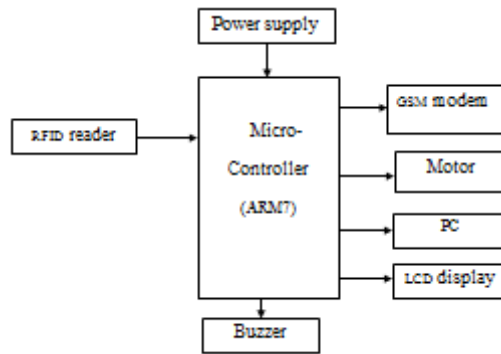 Power supply
RFID reader
Micro-
Controller
(ARM7)
GSM modem
Motor
PC
LCD display
Buzzer